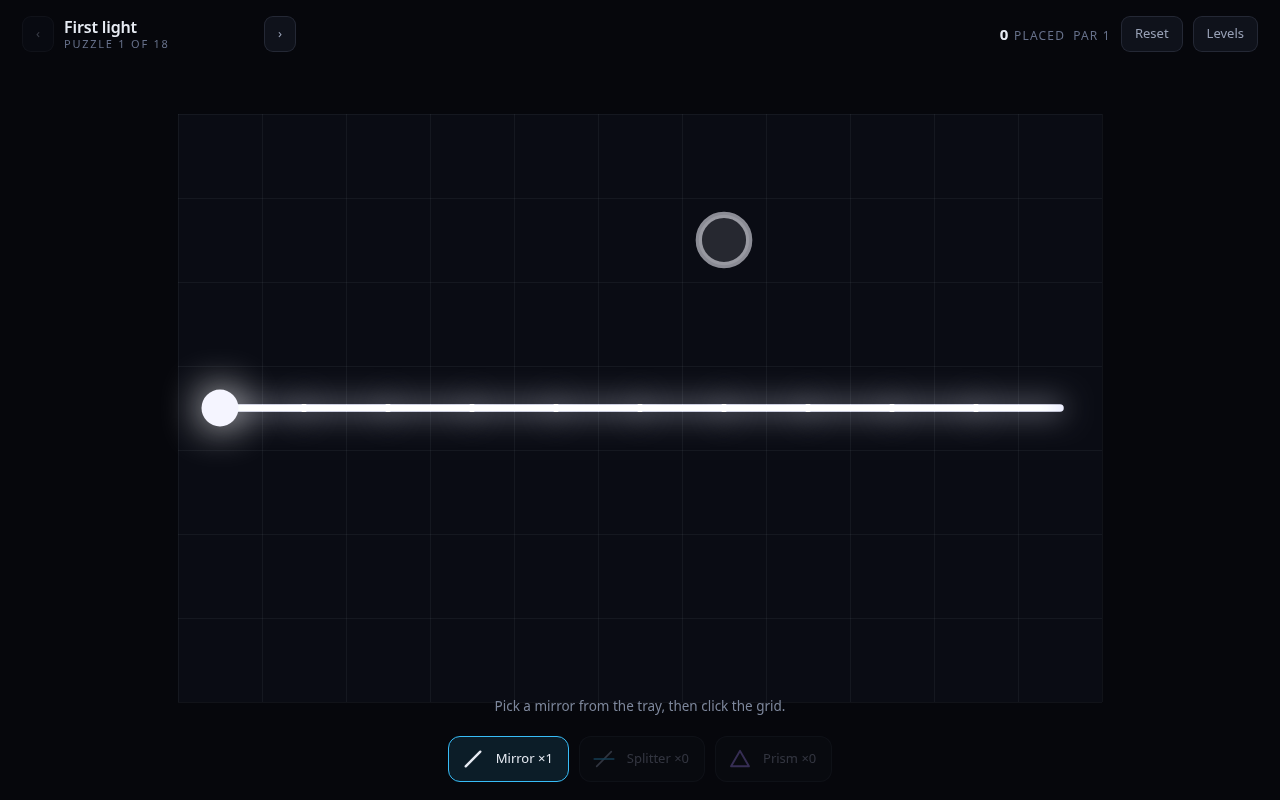 ‹
First light
PUZZLE 1 OF 18
›
0 PLACED PAR 1
Reset
Levels
Pick a mirror from the tray, then click the grid.
Mirror ×1
Splitter ×0
Prism ×0